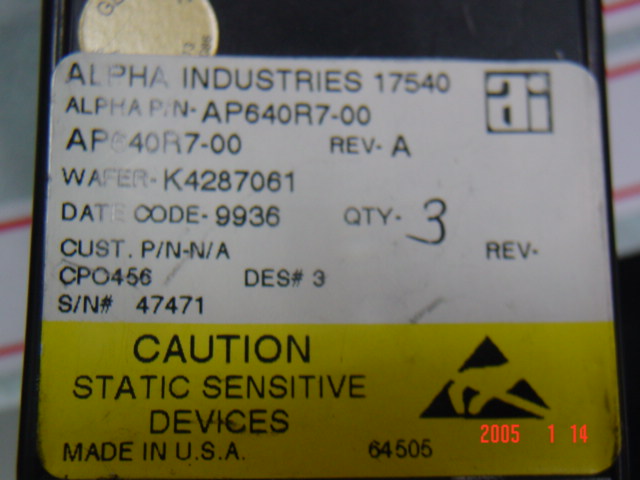 ALPHA INDUSTRIES 17540
ai
ALPHA P/N- AP640R7-00
AP640R7-00 REV- A
WAFER- K4287061
DATE CODE- 9936 QTY- 3
CUST. P/N-N/A REV-
CPO456 DES# 3
S/N# 47471
CAUTION
STATIC SENSITIVE
DEVICES
MADE IN U.S.A. 64505
2005 1 14